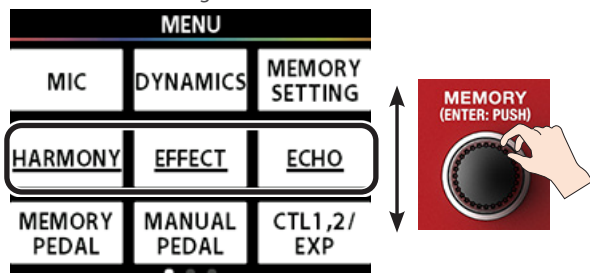 MENU
MIC
DYNAMICS
MEMORY
SETTING
HARMONY
EFFECT
ECHO
MEMORY
PEDAL
MANUAL
PEDAL
CTL1,2/
EXP
MEMORY
(ENTER: PUSH)